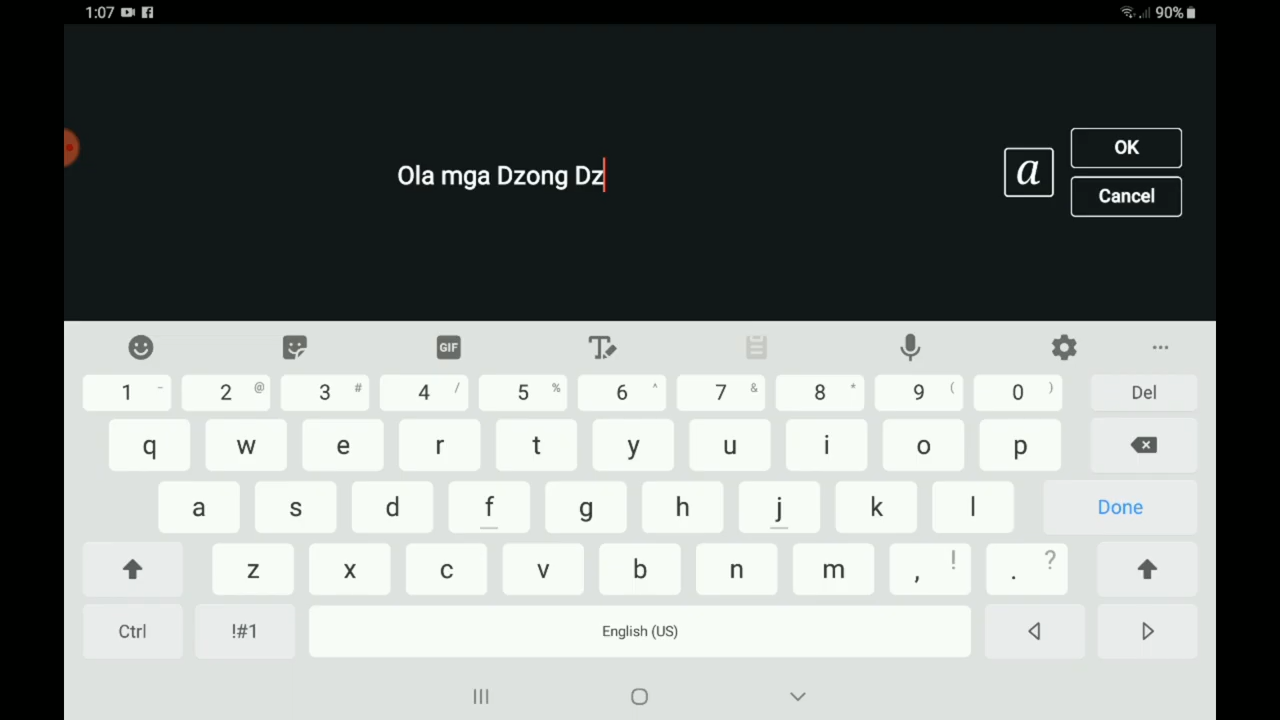 1:07
90%
Ola mga Dzong Dz
a
OK
Cancel
GIF
1 - 2 @ 3 # 4 / 5 % 6 ^ 7 & 8 * 9 ( 0 ) Del
q w e r t y u i o p
a s d f g h j k l Done
z x c v b n m , ! . ?
Ctrl !#1 English (US)